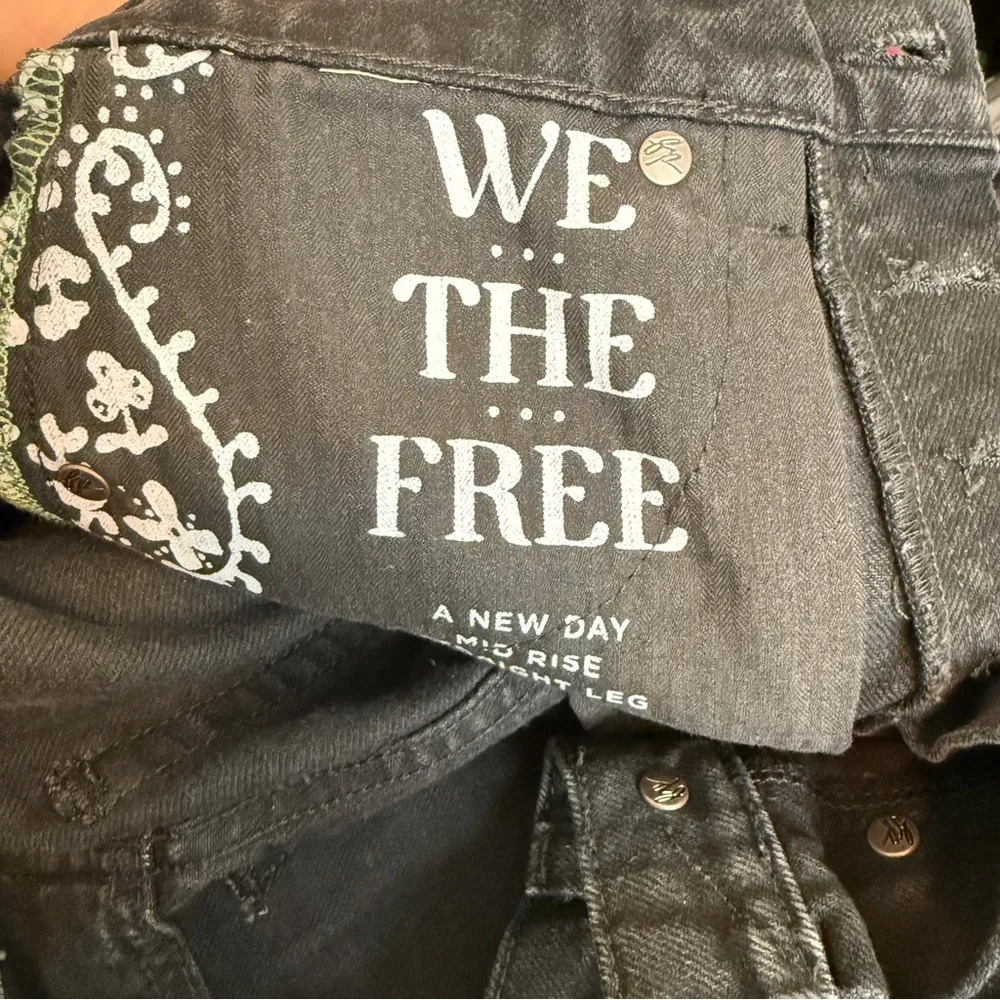 WE
THE
FREE
A NEW DAY
MID RISE
LEG